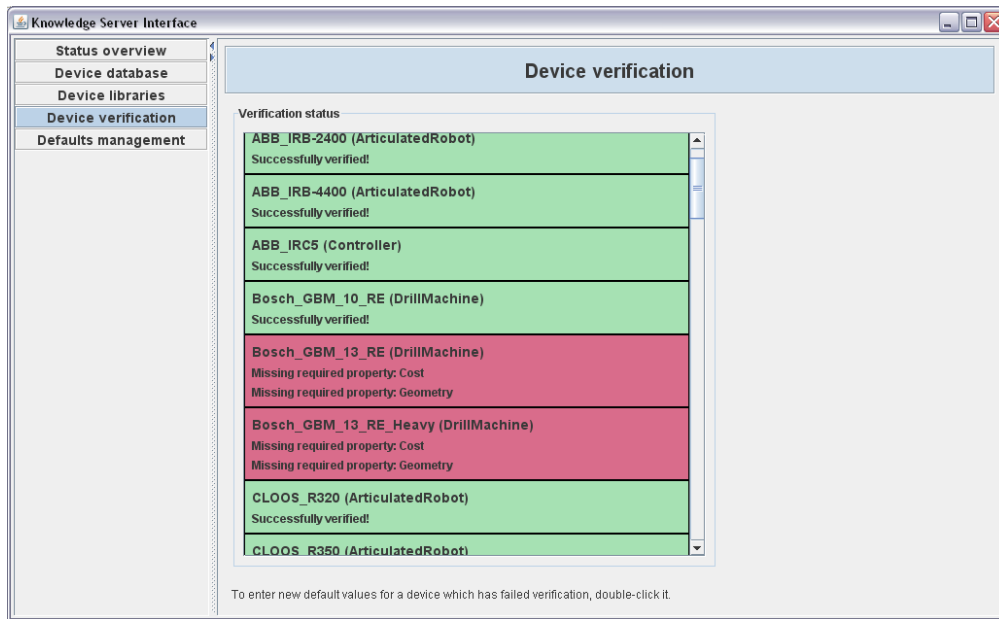 Knowledge Server Interface
Status overview
Device database
Device libraries
Device verification
Defaults management
Device verification
Verification status
ABB_IRB-2400 (ArticulatedRobot)
Successfully verified!
ABB_IRB-4400 (ArticulatedRobot)
Successfully verified!
ABB_IRC5 (Controller)
Successfully verified!
Bosch_GBM_10_RE (DrillMachine)
Successfully verified!
Bosch_GBM_13_RE (DrillMachine)
Missing required property: Cost
Missing required property: Geometry
Bosch_GBM_13_RE_Heavy (DrillMachine)
Missing required property: Cost
Missing required property: Geometry
CLOOS_R320 (ArticulatedRobot)
Successfully verified!
CLOOS_R350 (ArticulatedRobot)
To enter new default values for a device which has failed verification, double-click it.